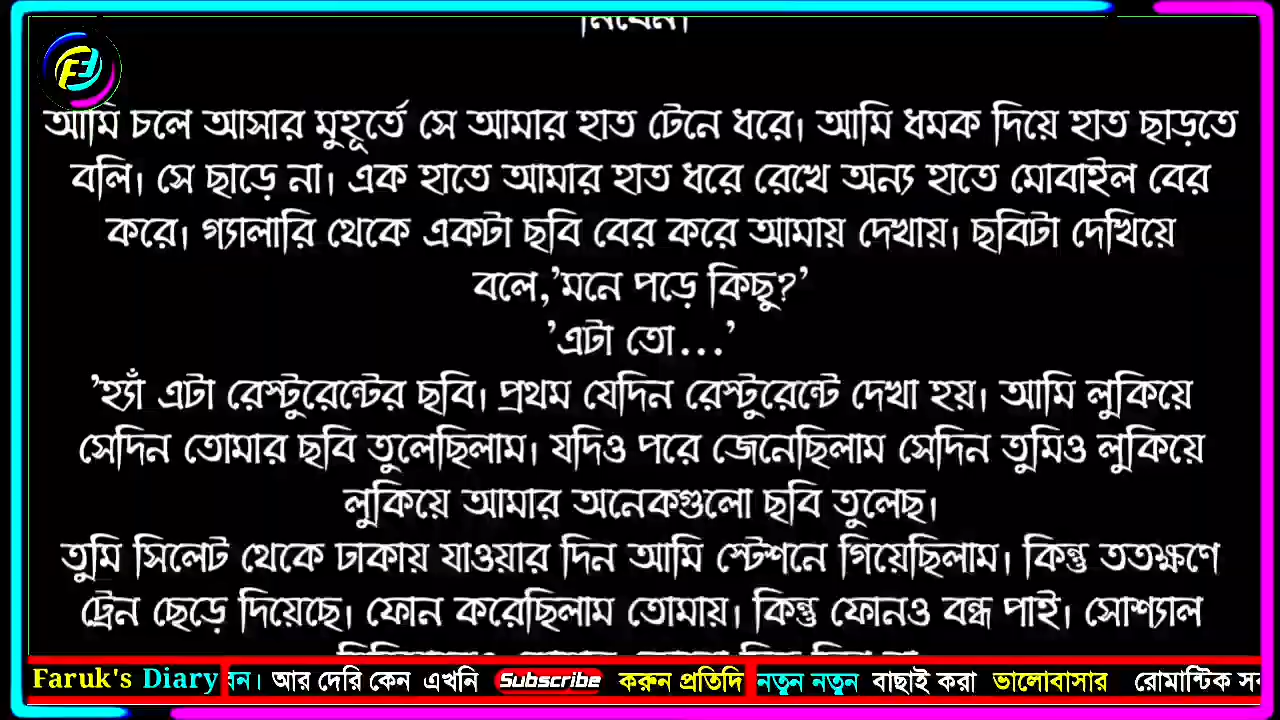 আমি চলে আসার মুহূর্তে সে আমার হাত টেনে ধরে। আমি ধমক দিয়ে হাত ছাড়তে
বলি। সে ছাড়ে না। এক হাতে আমার হাত ধরে রেখে অন্য হাতে মোবাইল বের
করে। গ্যালারি থেকে একটা ছবি বের করে আমায় দেখায়। ছবিটা দেখিয়ে
বলে,'মনে পড়ে কিছু?'
'এটা তো...'
'হ্যাঁ এটা রেস্টুরেন্টের ছবি। প্রথম যেদিন রেস্টুরেন্টে দেখা হয়। আমি লুকিয়ে
সেদিন তোমার ছবি তুলেছিলাম। যদিও পরে জেনেছিলাম সেদিন তুমিও লুকিয়ে
লুকিয়ে আমার অনেকগুলো ছবি তুলেছ।
তুমি সিলেট থেকে ঢাকায় যাওয়ার দিন আমি স্টেশনে গিয়েছিলাম। কিন্তু ততক্ষণে
ট্রেন ছেড়ে দিয়েছে। ফোন করেছিলাম তোমায়। কিন্তু ফোনও বন্ধ পাই। সোশ্যাল
Faruk's Diary বন। আর দেরি কেন এখনি Subscribe করুন প্রতিদি নতুন নতুন বাছাই করা ভালোবাসার রোমান্টিক সব